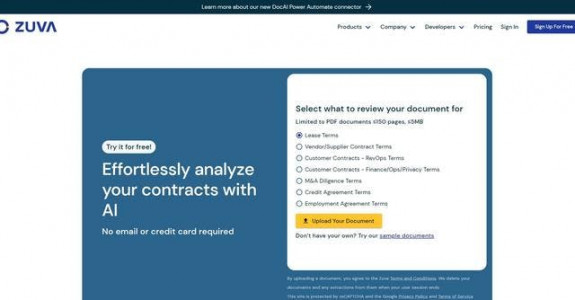 Learn more about our new DocAI Power Automate connector →
ZUVA
Products
Company
Developers
Pricing
Sign In
Sign Up For Free
Try it for free!
Effortlessly analyze
your contracts with
AI
No email or credit card required
Select what to review your document for
Limited to PDF documents ≤150 pages, ≤5MB
Lease Terms
Vendor/Supplier Contract Terms
Customer Contracts - RevOps Terms
Customer Contracts - Finance/Ops/Privacy Terms
M&A Diligence Terms
Credit Agreement Terms
Employment Agreement Terms
Upload Your Document
Don't have your own? Try our sample documents
By uploading a document, you agree to the Zuva Terms and Conditions. We delete your
documents and any extractions from them when your user session ends.
This site is protected by reCAPTCHA and the Google Privacy Policy and Terms of Service